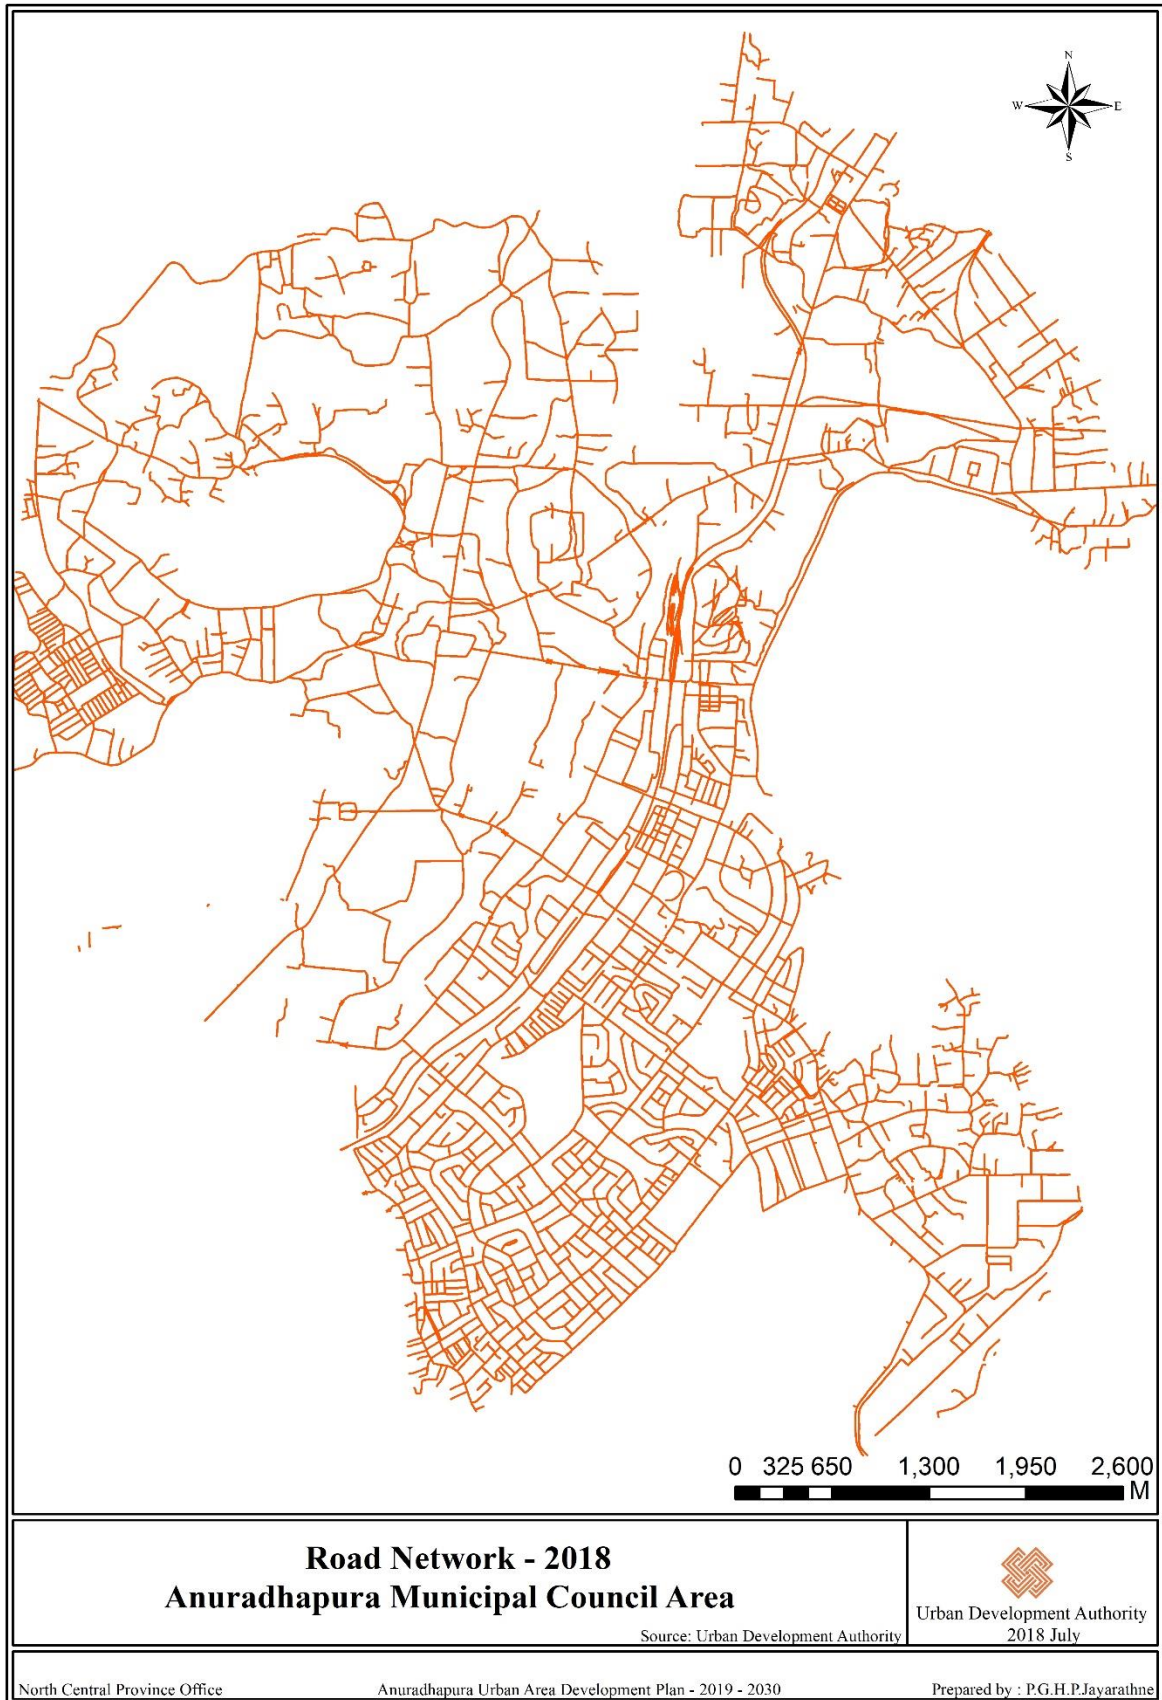 N
W E
S
0 325 650 1,300 1,950 2,600
M
Road Network - 2018
Anuradhapura Municipal Council Area
Source: Urban Development Authority
Urban Development Authority
2018 July
North Central Province Office
Anuradhapura Urban Area Development Plan - 2019 - 2030
Prepared by : P.G.H.P.Jayarathne